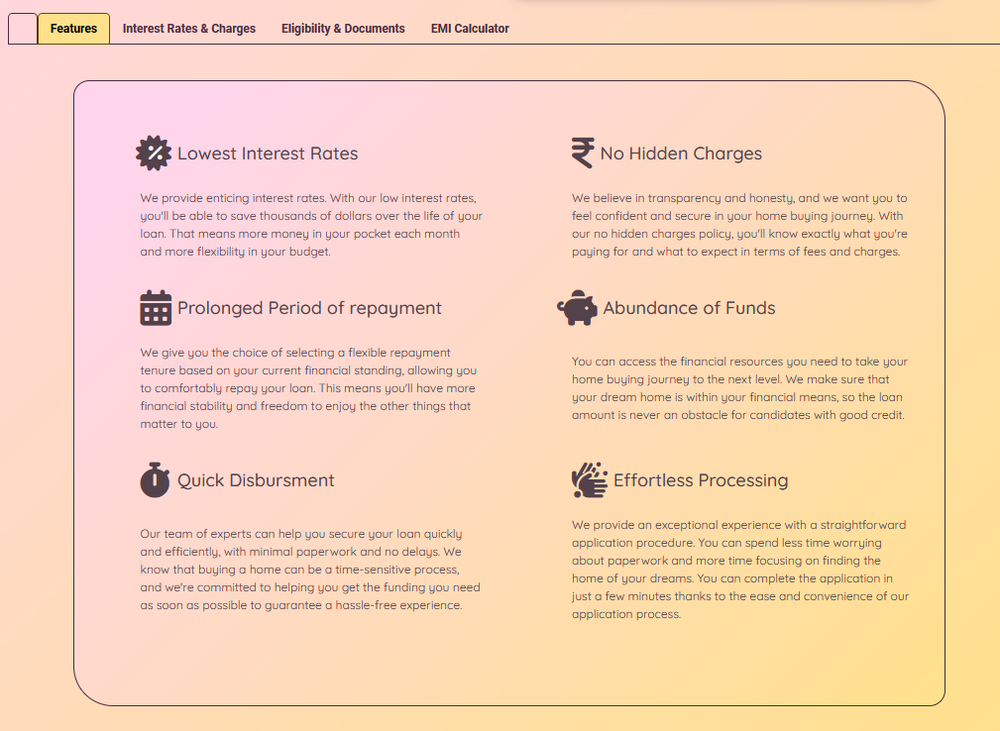 Features
Interest Rates & Charges
Eligibility & Documents
EMI Calculator
Lowest Interest Rates
We provide enticing interest rates. With our low interest rates,
you'll be able to save thousands of dollars over the life of your
loan. That means more money in your pocket each month
and more flexibility in your budget.
No Hidden Charges
We believe in transparency and honesty, and we want you to
feel confident and secure in your home buying journey. With
our no hidden charges policy, you'll know exactly what you're
paying for and what to expect in terms of fees and charges.
Prolonged Period of repayment
We give you the choice of selecting a flexible repayment
tenure based on your current financial standing, allowing you
to comfortably repay your loan. This means you'll have more
financial stability and freedom to enjoy the other things that
matter to you.
Abundance of Funds
You can access the financial resources you need to take your
home buying journey to the next level. We make sure that
your dream home is within your financial means, so the loan
amount is never an obstacle for candidates with good credit.
Quick Disbursment
Our team of experts can help you secure your loan quickly
and efficiently, with minimal paperwork and no delays. We
know that buying a home can be a time-sensitive process,
and we're committed to helping you get the funding you need
as soon as possible to guarantee a hassle-free experience.
Effortless Processing
We provide an exceptional experience with a straightforward
application procedure. You can spend less time worrying
about paperwork and more time focusing on finding the
home of your dreams. You can complete the application in
just a few minutes thanks to the ease and convenience of our
application process.